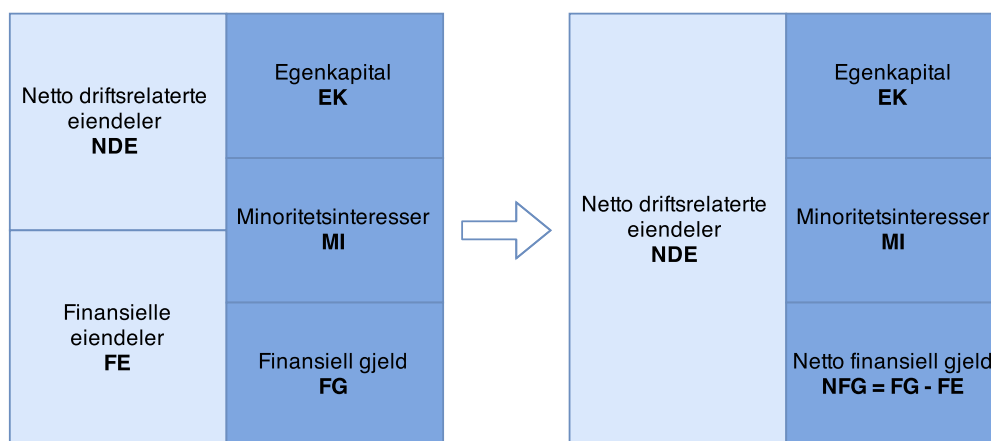 Netto driftsrelaterte
eiendeler
NDE
Finansielle
eiendeler
FE
Egenkapital
EK
Minoritetsinteresser
MI
Finansiell gjeld
FG
Netto driftsrelaterte
eiendeler
NDE
Egenkapital
EK
Minoritetsinteresser
MI
Netto finansiell gjeld
NFG = FG - FE